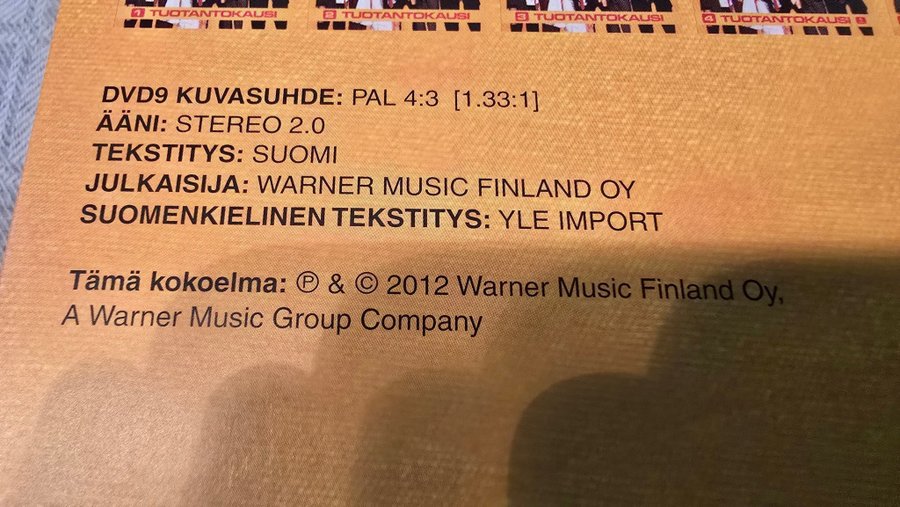 1 TUOTANTOKAUSI
2 TUOTANTOKAUSI
3 TUOTANTOKAUSI
4 TUOTANTOKAUSI
DVD9 KUVASUHDE: PAL 4:3 [1.33:1]
ÄÄNI: STEREO 2.0
TEKSTITYS: SUOMI
JULKAISIJA: WARNER MUSIC FINLAND OY
SUOMENKIELINEN TEKSTITYS: YLE IMPORT
Tämä kokoelma: ℗ & © 2012 Warner Music Finland Oy,
A Warner Music Group Company